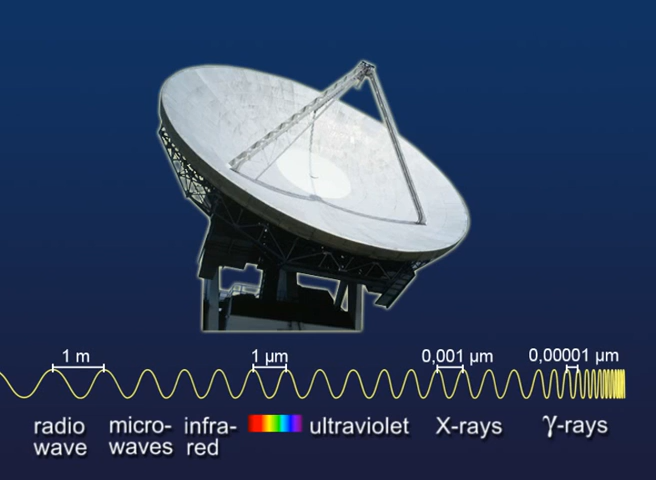 1 m 1 µm 0,001 µm 0,00001 µm
radio micro- infra- ultraviolet X-rays γ-rays
wave waves red